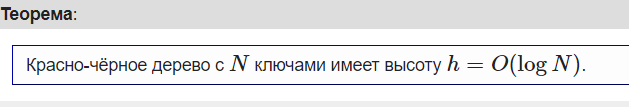 Теорема:
Красно-чёрное дерево с N ключами имеет высоту h = O(log N).